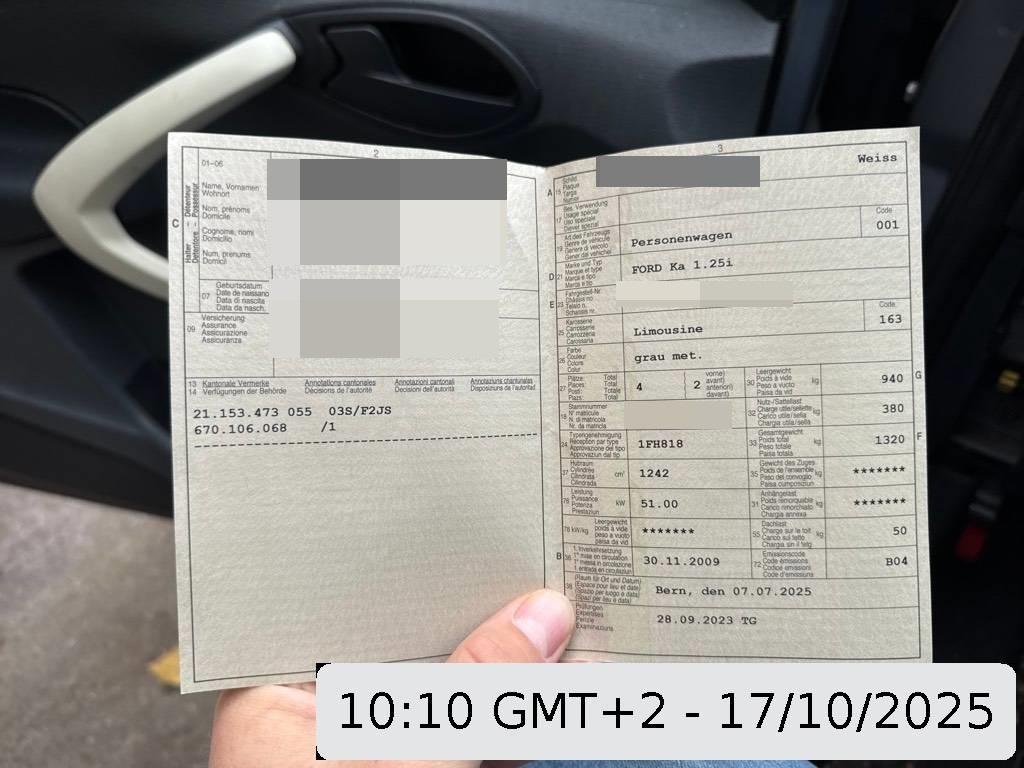 2
01-06
C
Halter - Détenteur
Detentore - Possessur
Name, Vornamen
Wohnort
Nom, prénoms
Domicile
Cognome, nomi
Domicilio
Num, prenums
Domicil
07
Geburtsdatum
Date de naissance
Data di nascita
Data da nasch.
09
Versicherung
Assurance
Assicurazione
Assicuranza
13 Kantonale Vermerke Annotations cantonales Annotazioni cantonali Annotaziuns chantunalas
14 Verfügungen der Behörde Décisions de l'autorité Decisioni dell'autorità Disposiziuns da l'autoritad
21.153.473 055 03S/F2JS
670.106.068 /1
3
A 15 Schild
Plaque
Targa
Numer
Weiss
17 Bes. Verwendung
Usage spécial
Uso speciale
Diever spezial
19 Art des Fahrzeugs
Genre de véhicule
Genere di veicolo
Gener dal vehichel
Personenwagen
Code
001
D 21 Marke und Typ
Marque et type
Marca e tipo
Marca e tip
FORD Ka 1.25i
E 23 Fahrgestell-Nr.
Châssis no
Telaio n.
Schassis nr.
25 Karosserie
Carrosserie
Carrozzeria
Carossaria
Limousine
Code
163
26 Farbe
Couleur
Colore
Colur
grau met.
27 Plätze: Total
Places: Total
Posti: Totale
Plazs: Total
4
2
vorne)
avant)
anteriori)
davant)
30 Leergewicht
Poids à vide
Peso a vuoto
Paisa da vid
kg
940
G
18 Stammnummer
N° matricule
N. di matricola
Nr. da matricla
32 Nutz-/Sattellast
Charge utile/sellette
Carico utile/sella
Chargia utila/sella
kg
380
24 Typengenehmigung
Réception par type
Approvazione del tipo
Approvaziun dal tip
1FH818
33 Gesamtgewicht
Poids total
Peso totale
Paisa totala
kg
1320
F
37 Hubraum
Cylindrée
Cilindrata
Cilindrada
cm³
1242
35 Gewicht des Zuges
Poids de l'ensemble
Peso del convoglio
Paisa cumposiziun
kg
*******
76 Leistung
Puissance
Potenza
Prestaziun
kW
51.00
31 Anhängelast
Poids remorquable
Carico rimorchiato
Chargia annexa
kg
*******
78 kW/kg
Leergewicht
poids à vide
peso a vuoto
paisa da vid
*******
55 Dachlast
Charge sur le toit
Carico sul tetto
Chargia sin il tetg
kg
50
B 36 1. Inverkehrsetzung
1re mise en circulation
1a messa in circolazione
1. entrada en circulaziun
30.11.2009
72 Emissionscode
Code émissions
Codice emissioni
Code d'emissiuns
B04
38 (Raum für Ort und Datum)
(Espace pour lieu et date)
(Spazio per luogo e data)
(Spazi per lieu e data)
Bern, den 07.07.2025
39 Prüfungen
Expertises
Perizie
Examinaziuns
28.09.2023 TG
10:10 GMT+2 - 17/10/2025